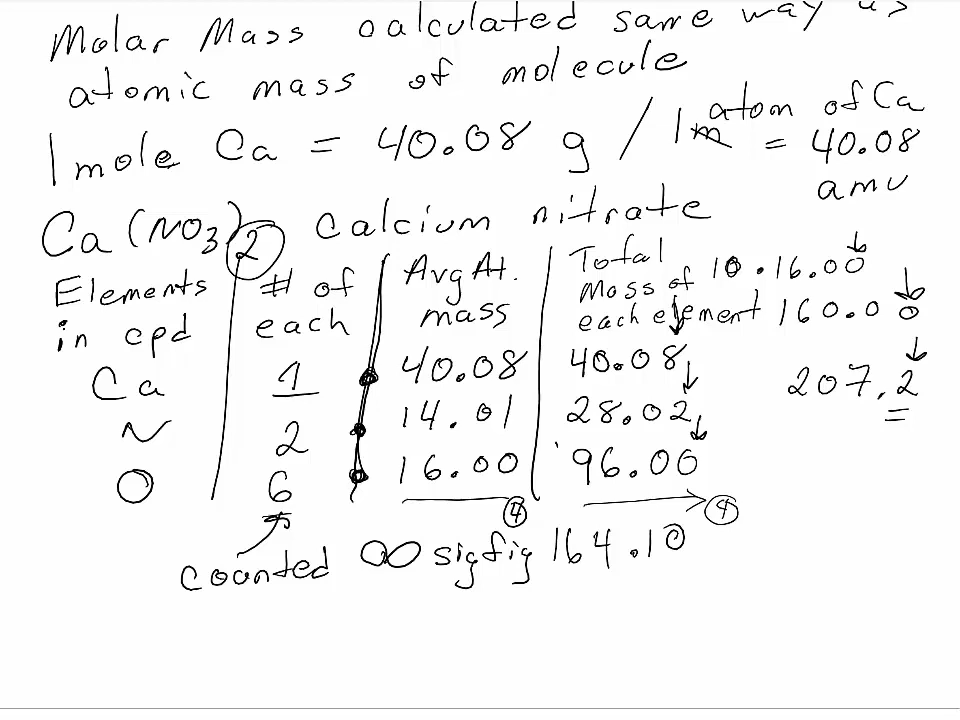 Molar Mass calculated same way as
atomic mass of molecule
1 mole Ca = 40.08 g / 1 atom of Ca = 40.08 amu
Ca(NO3)2 Calcium nitrate
Elements in cpd | # of each | Avg At. mass | Total Mass of each element
Ca 1 40.08 40.08
N 2 14.01 28.02
O 6 16.00 96.00
④ ④
counted ∞ sigfig 164.10
10 · 16.00
160.00
207.2